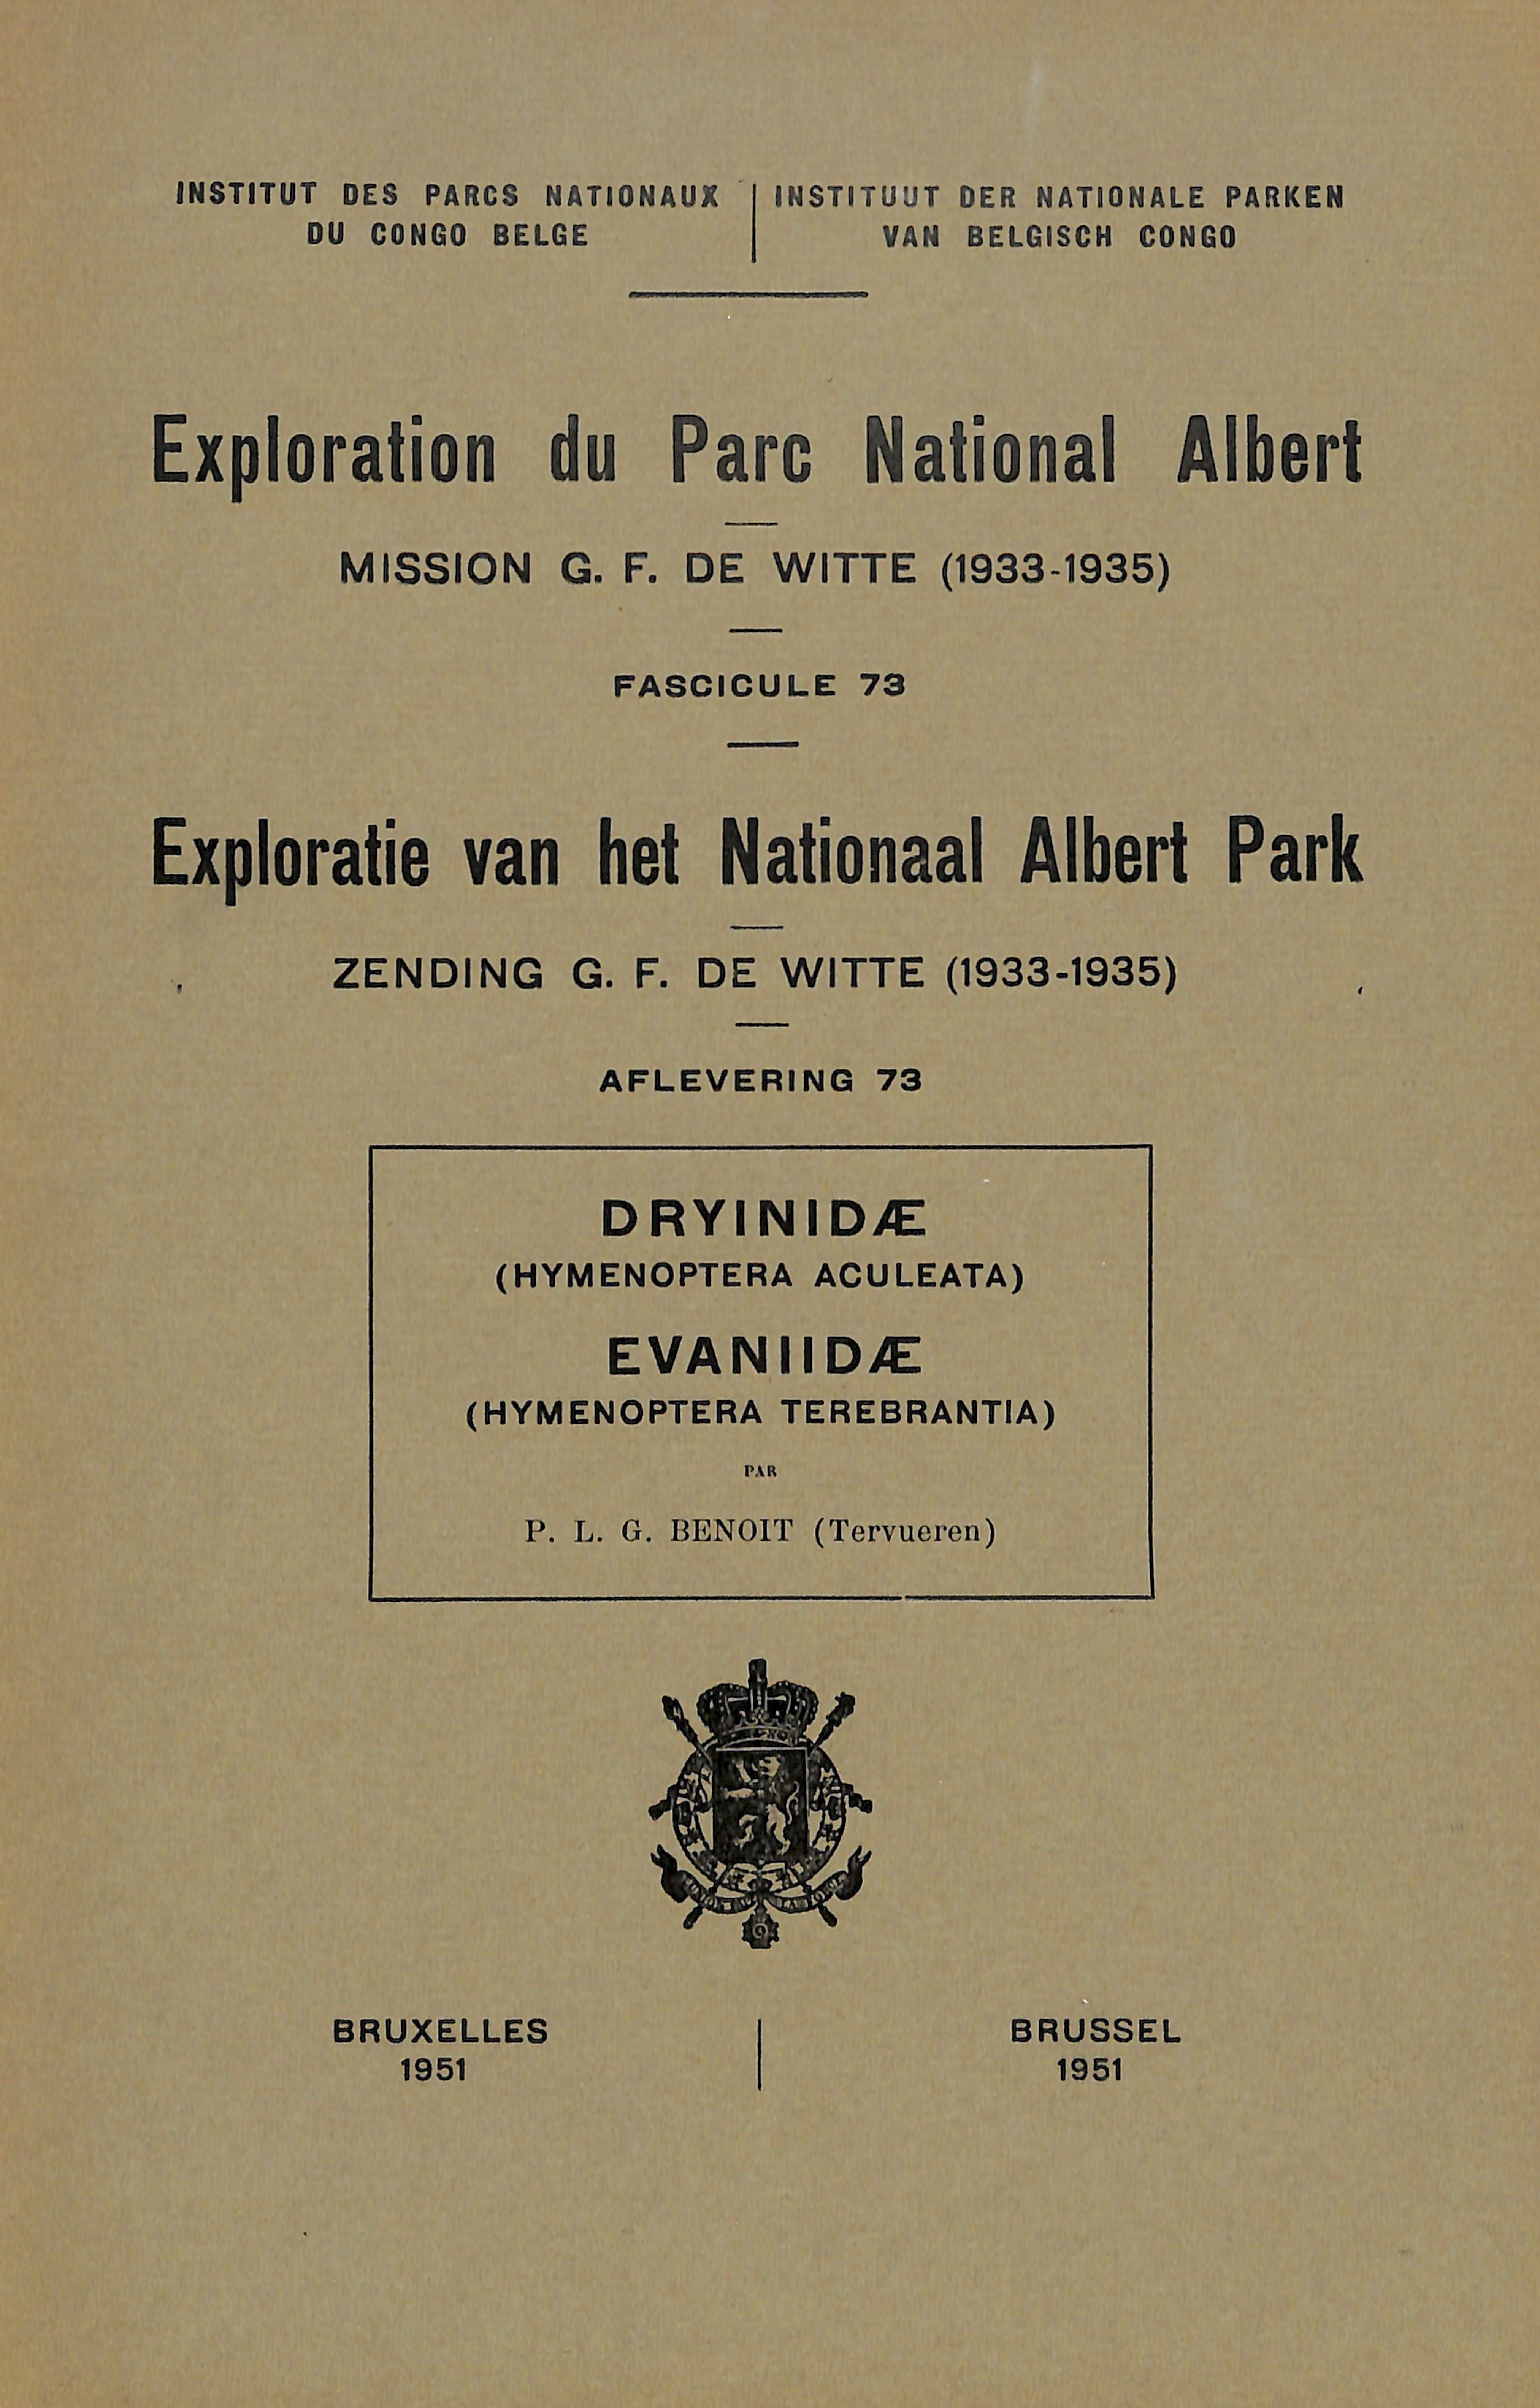 INSTITUT DES PARCS NATIONAUX
DU CONGO BELGE
INSTITUUT DER NATIONALE PARKEN
VAN BELGISCH CONGO
Exploration du Parc National Albert
MISSION G. F. DE WITTE (1933-1935)
FASCICULE 73
Exploratie van het Nationaal Albert Park
ZENDING G. F. DE WITTE (1933-1935)
AFLEVERING 73
DRYINIDÆ
(HYMENOPTERA ACULEATA)
EVANIIDÆ
(HYMENOPTERA TEREBRANTIA)
PAR
P. L. G. BENOIT (Tervueren)
BRUXELLES
1951
BRUSSEL
1951